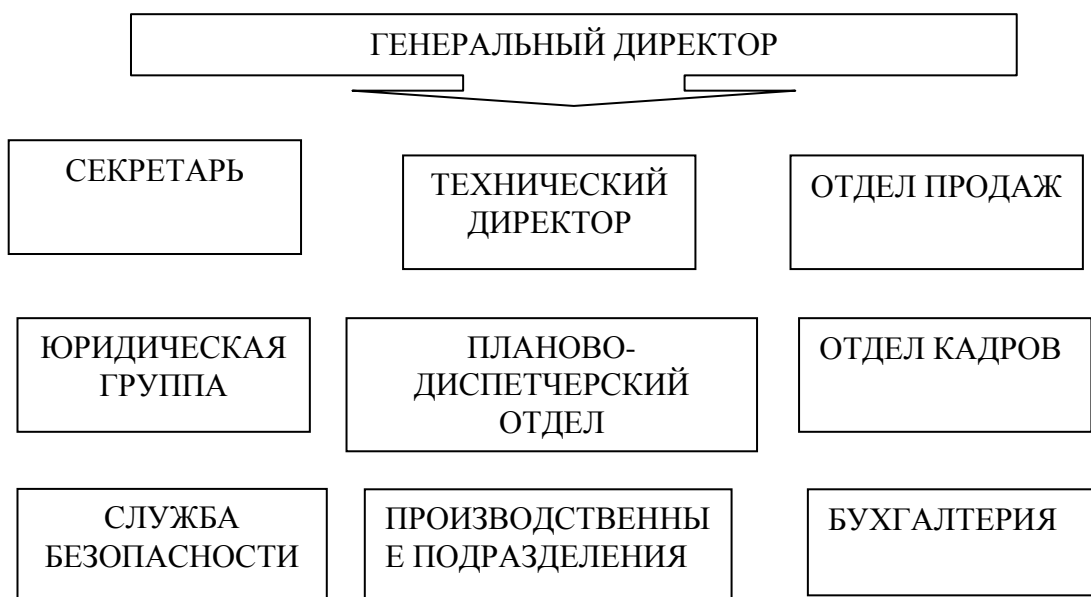 ГЕНЕРАЛЬНЫЙ ДИРЕКТОР
СЕКРЕТАРЬ
ТЕХНИЧЕСКИЙ
ДИРЕКТОР
ОТДЕЛ ПРОДАЖ
ЮРИДИЧЕСКАЯ
ГРУППА
ПЛАНОВО-
ДИСПЕТЧЕРСКИЙ
ОТДЕЛ
ОТДЕЛ КАДРОВ
СЛУЖБА
БЕЗОПАСНОСТИ
ПРОИЗВОДСТВЕННЫ
Е ПОДРАЗДЕЛЕНИЯ
БУХГАЛТЕРИЯ